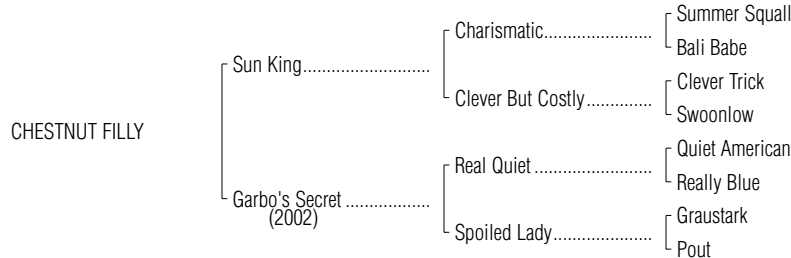 Summer Squall
Charismatic......................
Bali Babe
Sun King..........................
Clever Trick
Clever But Costly.............
Swoonlow
CHESTNUT FILLY
Quiet American
Real Quiet ........................
Really Blue
Garbo's Secret .................
(2002)
Graustark
Spoiled Lady....................
Pout